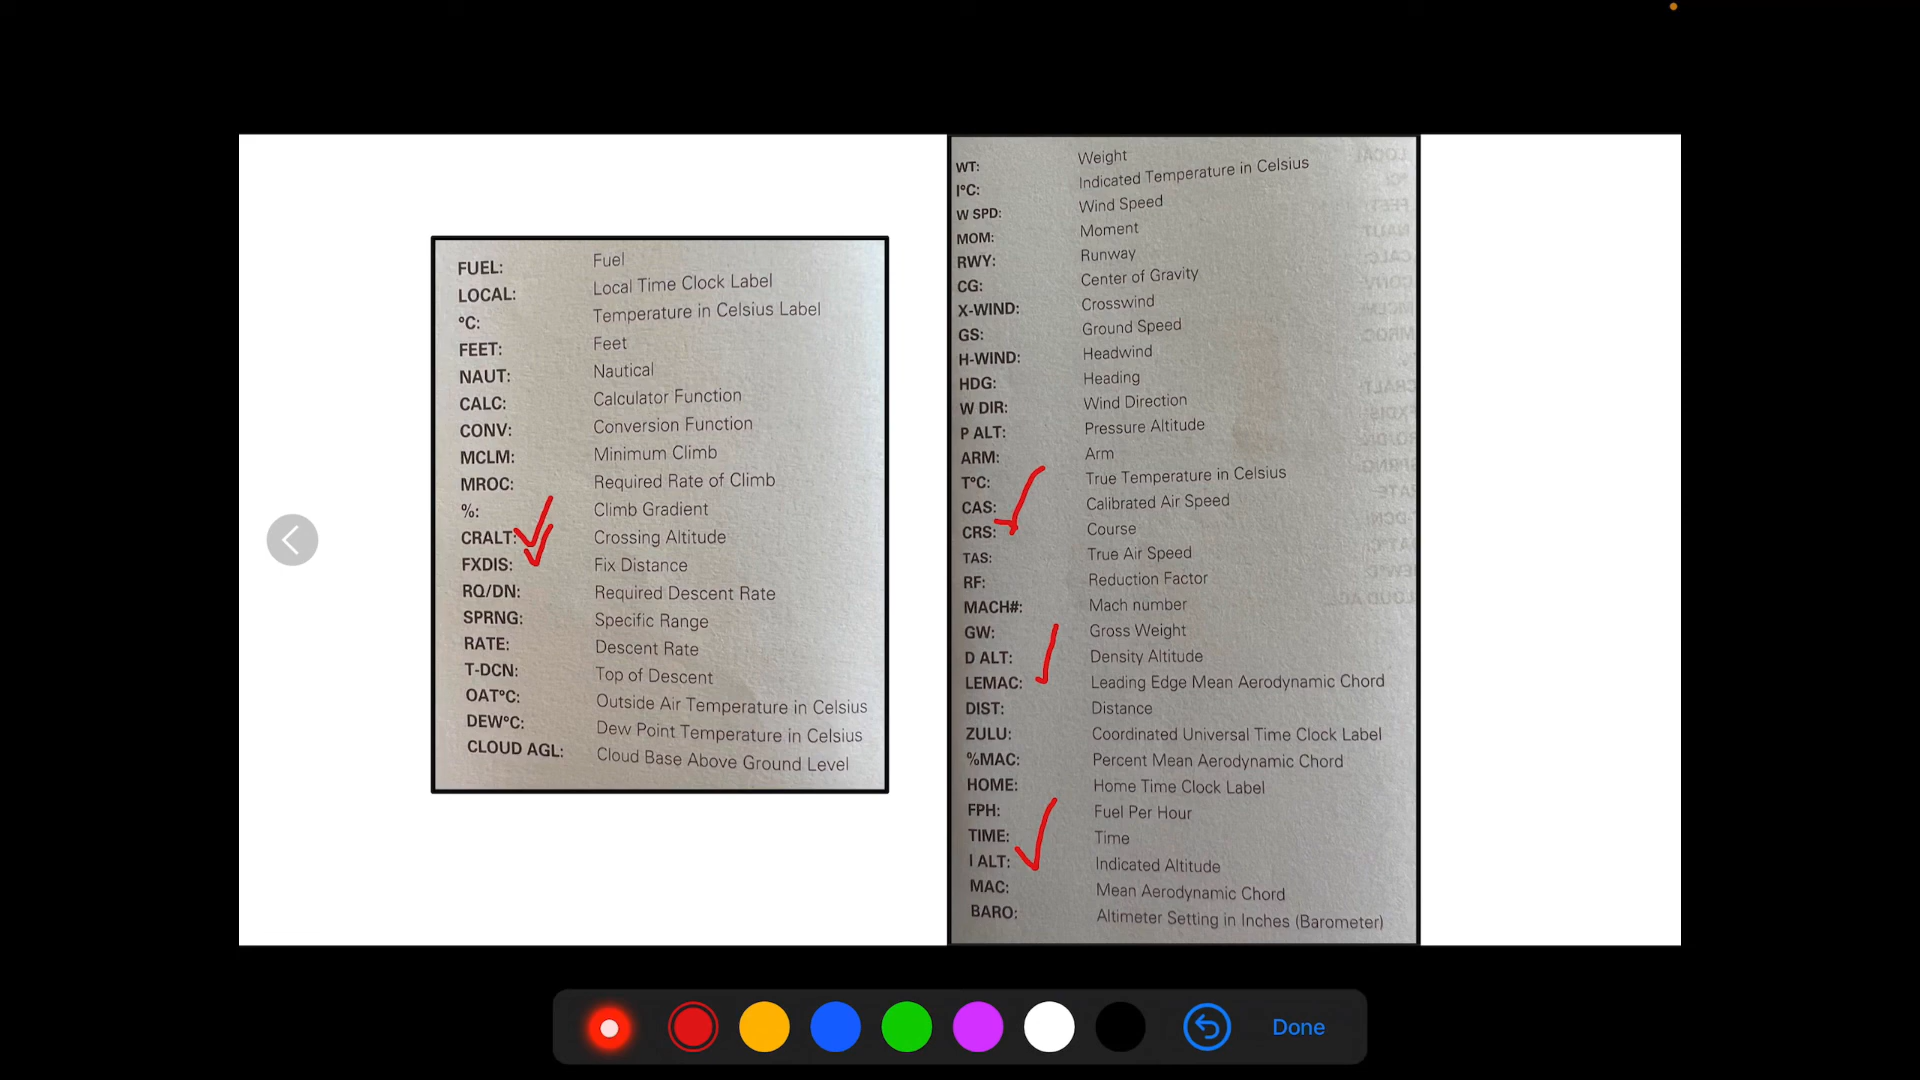 FUEL: Fuel
LOCAL: Local Time Clock Label
°C: Temperature in Celsius Label
FEET: Feet
NAUT: Nautical
CALC: Calculator Function
CONV: Conversion Function
MCLM: Minimum Climb
MROC: Required Rate of Climb
%: Climb Gradient
CRALT: Crossing Altitude
FXDIS: Fix Distance
RQ/DN: Required Descent Rate
SPRNG: Specific Range
RATE: Descent Rate
T-DCN: Top of Descent
OAT°C: Outside Air Temperature in Celsius
DEW°C: Dew Point Temperature in Celsius
CLOUD AGL: Cloud Base Above Ground Level
WT: Weight
I°C: Indicated Temperature in Celsius
W SPD: Wind Speed
MOM: Moment
RWY: Runway
CG: Center of Gravity
X-WIND: Crosswind
GS: Ground Speed
H-WIND: Headwind
HDG: Heading
W DIR: Wind Direction
P ALT: Pressure Altitude
ARM: Arm
T°C: True Temperature in Celsius
CAS: Calibrated Air Speed
CRS: Course
TAS: True Air Speed
RF: Reduction Factor
MACH#: Mach number
GW: Gross Weight
D ALT: Density Altitude
LEMAC: Leading Edge Mean Aerodynamic Chord
DIST: Distance
ZULU: Coordinated Universal Time Clock Label
%MAC: Percent Mean Aerodynamic Chord
HOME: Home Time Clock Label
FPH: Fuel Per Hour
TIME: Time
I ALT: Indicated Altitude
MAC: Mean Aerodynamic Chord
BARO: Altimeter Setting in Inches (Barometer)
Done